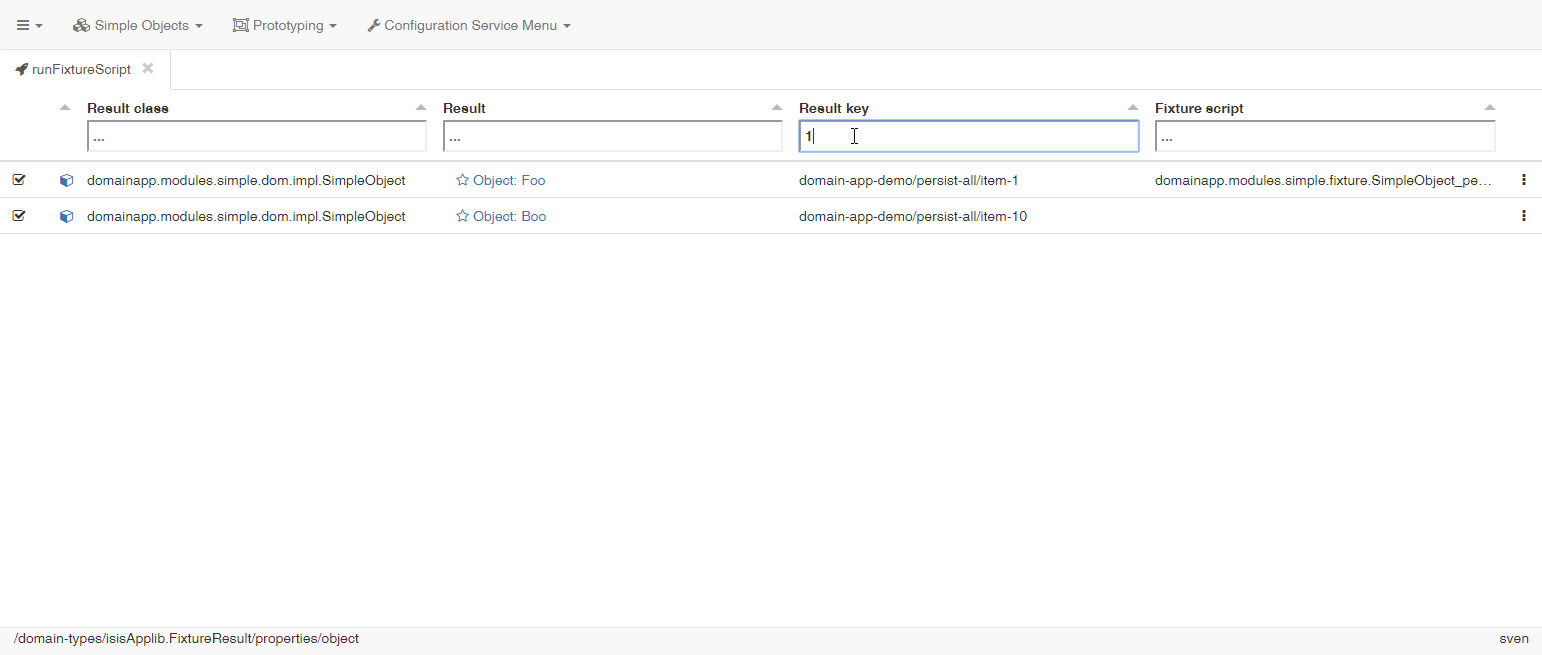 Simple Objects Prototyping Configuration Service Menu
runFixtureScript
Result class Result Result key Fixture script
... ... 1 ...
domainapp.modules.simple.dom.impl.SimpleObject Object: Foo domain-app-demo/persist-all/item-1 domainapp.modules.simple.fixture.SimpleObject_pe...
domainapp.modules.simple.dom.impl.SimpleObject Object: Boo domain-app-demo/persist-all/item-10
/domain-types/isisApplib.FixtureResult/properties/object sven